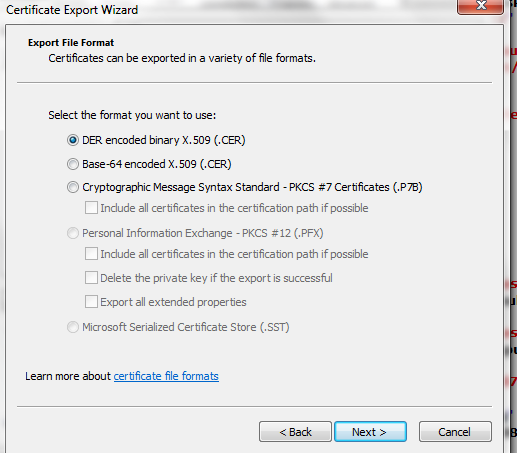 Certificate Export Wizard
Export File Format
Certificates can be exported in a variety of file formats.
Select the format you want to use:
DER encoded binary X.509 (.CER)
Base-64 encoded X.509 (.CER)
Cryptographic Message Syntax Standard - PKCS #7 Certificates (.P7B)
Include all certificates in the certification path if possible
Personal Information Exchange - PKCS #12 (.PFX)
Include all certificates in the certification path if possible
Delete the private key if the export is successful
Export all extended properties
Microsoft Serialized Certificate Store (.SST)
Learn more about certificate file formats
< Back Next > Cancel